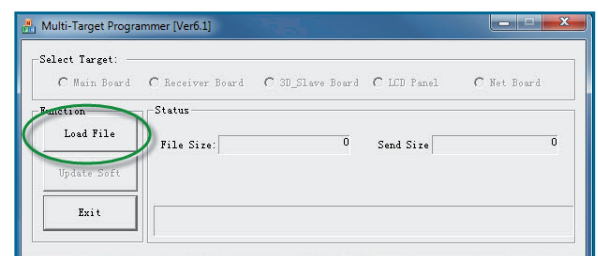 Multi-Target Programmer [Ver6.1]
Select Target:
Main Board Receiver Board 3D_Slave Board LCD Panel Net Board
Function Status
Load File
File Size: 0 Send Size 0
Update Soft
Exit